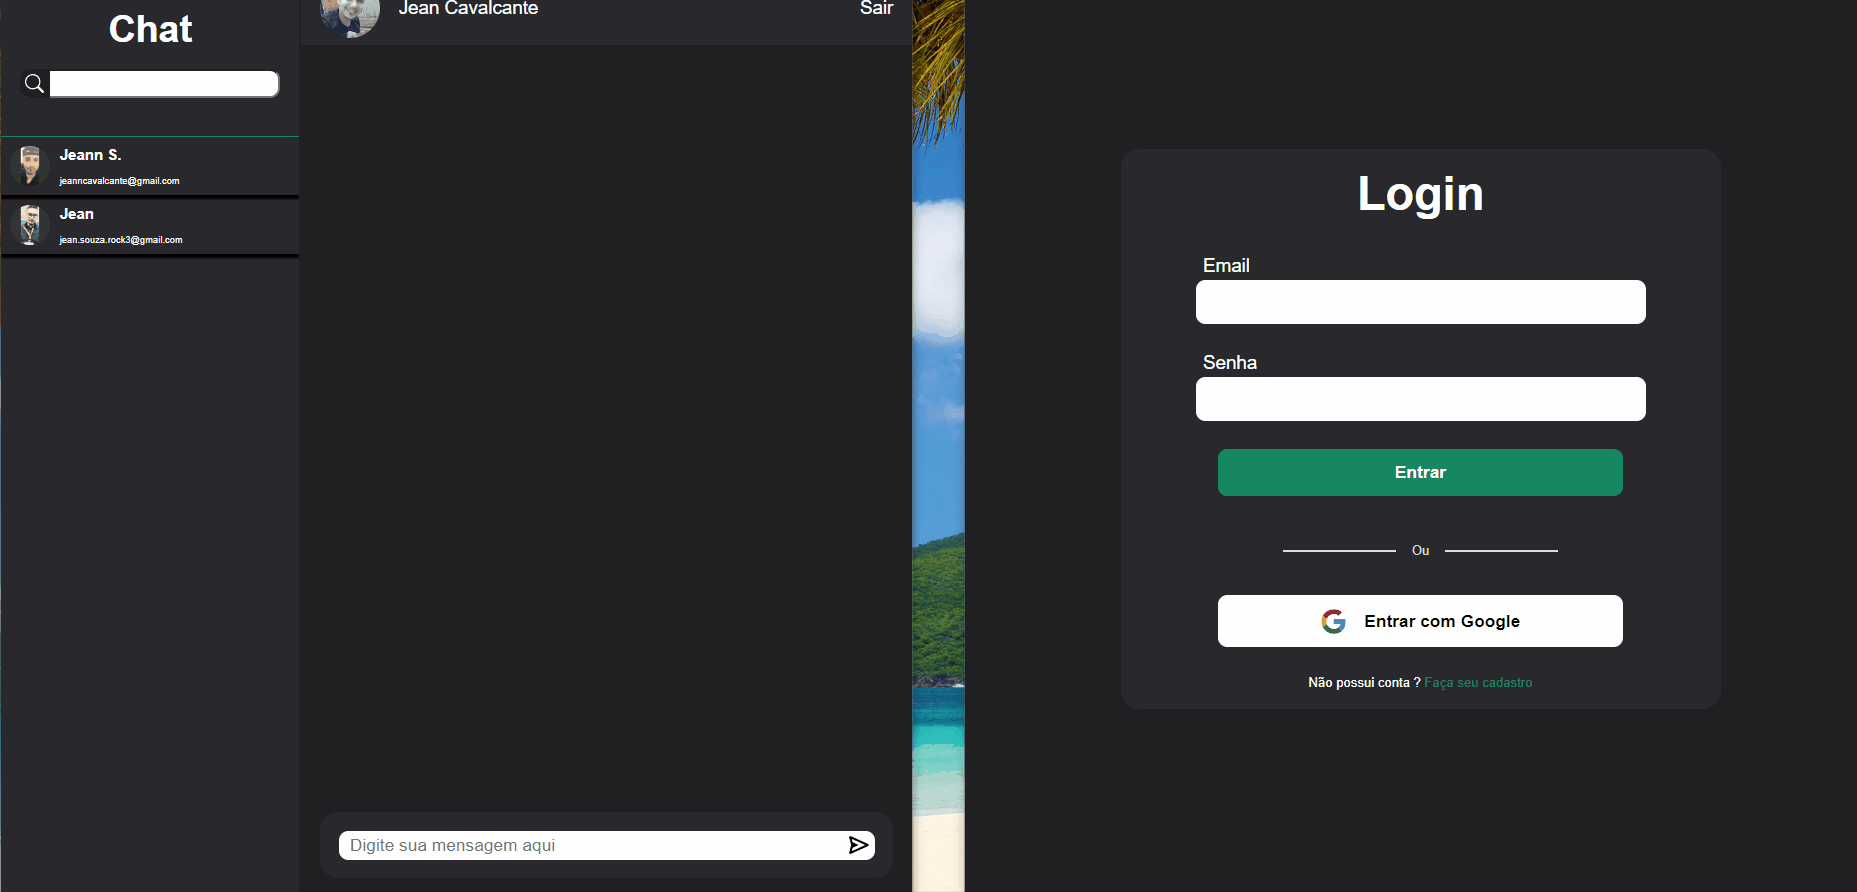 Chat
Jeann S.
jeanncavalcante@gmail.com
Jean
jean.souza.rock3@gmail.com
Jean Cavalcante
Sair
Digite sua mensagem aqui
Login
Email
Senha
Entrar
Ou
Entrar com Google
Não possui conta ? Faça seu cadastro